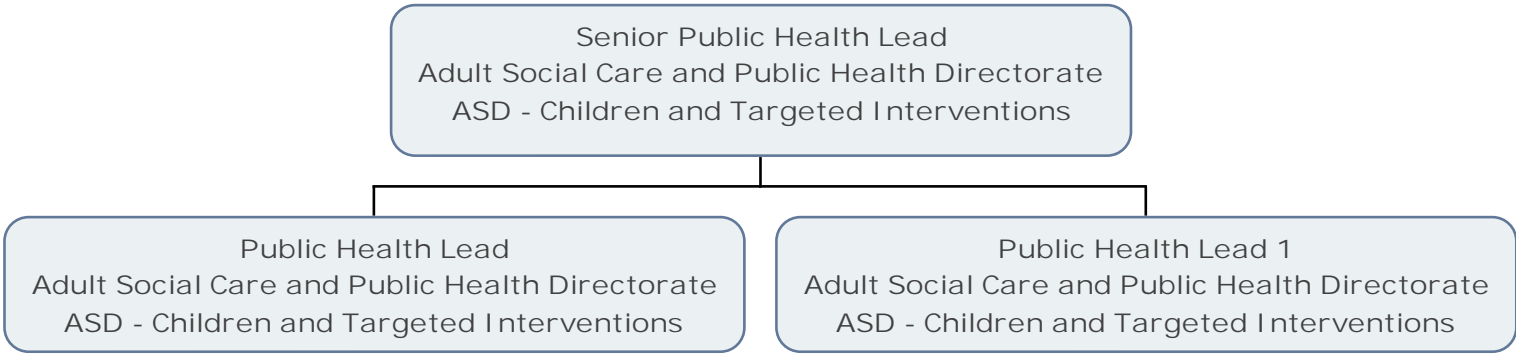 Senior Public Health Lead
Adult Social Care and Public Health Directorate
ASD - Children and Targeted Interventions
Public Health Lead
Adult Social Care and Public Health Directorate
ASD - Children and Targeted Interventions
Public Health Lead 1
Adult Social Care and Public Health Directorate
ASD - Children and Targeted Interventions